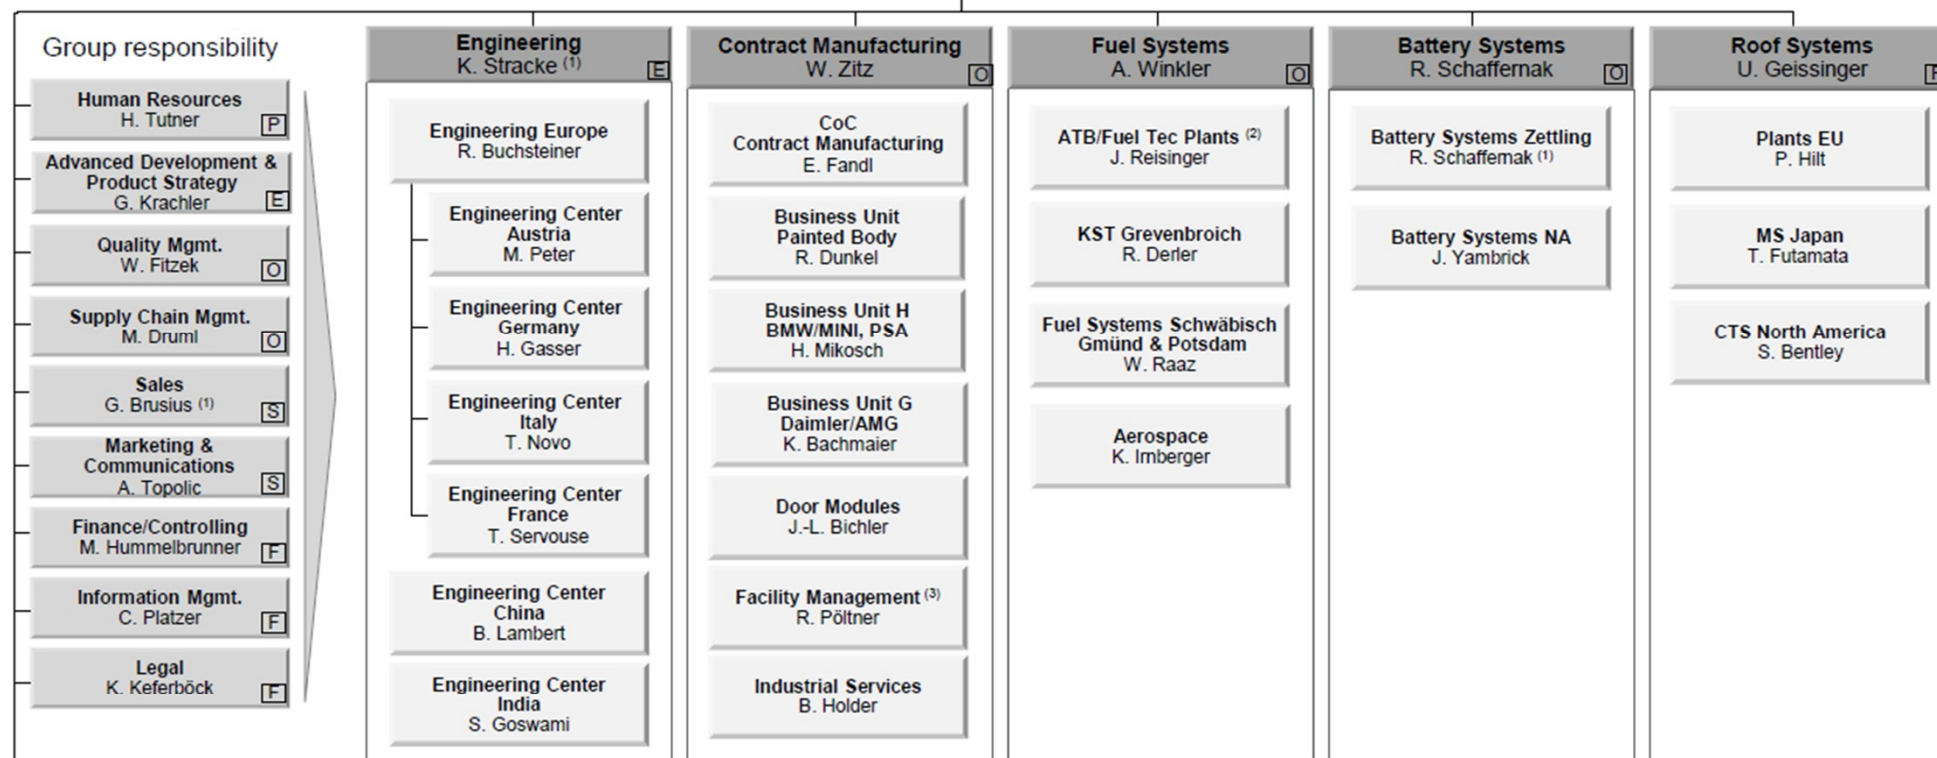 Group responsibility
Human Resources
H. Tutner
P
Advanced Development &
Product Strategy
G. Krachler
E
Quality Mgmt.
W. Fitzek
O
Supply Chain Mgmt.
M. Druml
O
Sales
G. Brusius (1)
S
Marketing &
Communications
A. Topolic
S
Finance/Controlling
M. Hummelbrunner
F
Information Mgmt.
C. Platzer
F
Legal
K. Keferböck
F
Engineering
K. Stracke (1)
E
Engineering Europe
R. Buchsteiner
Engineering Center
Austria
M. Peter
Engineering Center
Germany
H. Gasser
Engineering Center
Italy
T. Novo
Engineering Center
France
T. Servouse
Engineering Center
China
B. Lambert
Engineering Center
India
S. Goswami
Contract Manufacturing
W. Zitz
O
CoC
Contract Manufacturing
E. Fandl
Business Unit
Painted Body
R. Dunkel
Business Unit H
BMW/MINI, PSA
H. Mikosch
Business Unit G
Daimler/AMG
K. Bachmaier
Door Modules
J.-L. Bichler
Facility Management (3)
R. Pöltner
Industrial Services
B. Holder
Fuel Systems
A. Winkler
O
ATB/Fuel Tec Plants (2)
J. Reisinger
KST Grevenbroich
R. Derler
Fuel Systems Schwäbisch
Gmünd & Potsdam
W. Raaz
Aerospace
K. Irnberger
Battery Systems
R. Schaffernak
O
Battery Systems Zettling
R. Schaffernak (1)
Battery Systems NA
J. Yambrick
Roof Systems
U. Geissinger
Plants EU
P. Hilt
MS Japan
T. Futamata
CTS North America
S. Bentley